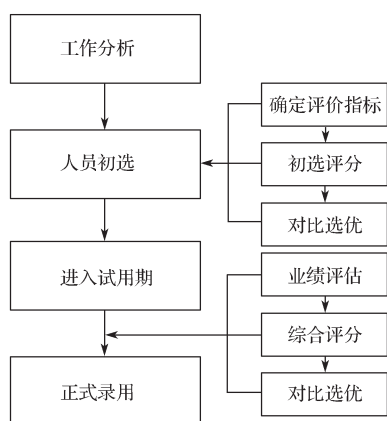 工作分析
确定评价指标
人员初选
初选评分
对比选优
进入试用期
业绩评估
综合评分
正式录用
对比选优